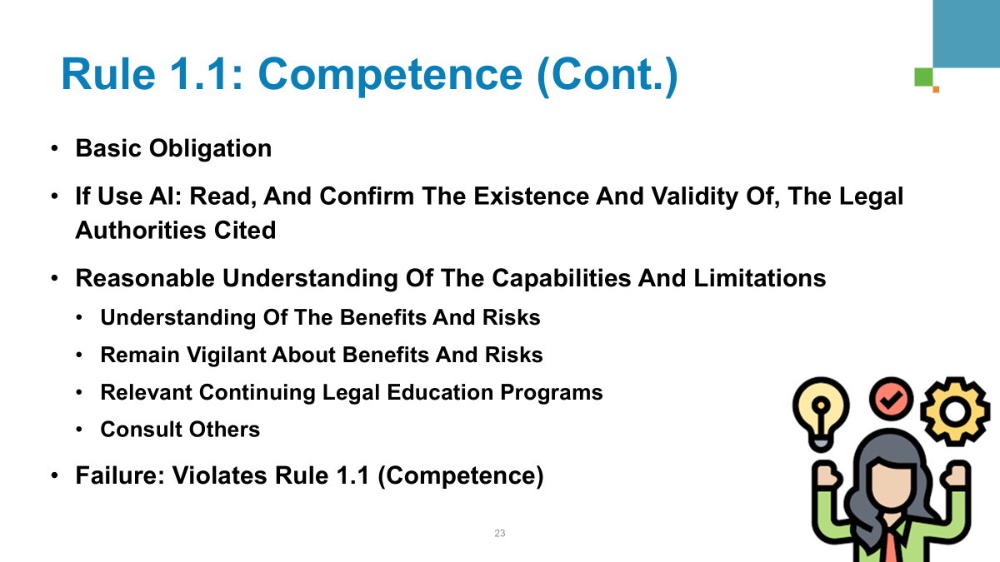 Rule 1.1: Competence (Cont.)
• Basic Obligation
• If Use AI: Read, And Confirm The Existence And Validity Of, The Legal
Authorities Cited
• Reasonable Understanding Of The Capabilities And Limitations
• Understanding Of The Benefits And Risks
• Remain Vigilant About Benefits And Risks
• Relevant Continuing Legal Education Programs
• Consult Others
• Failure: Violates Rule 1.1 (Competence)
23